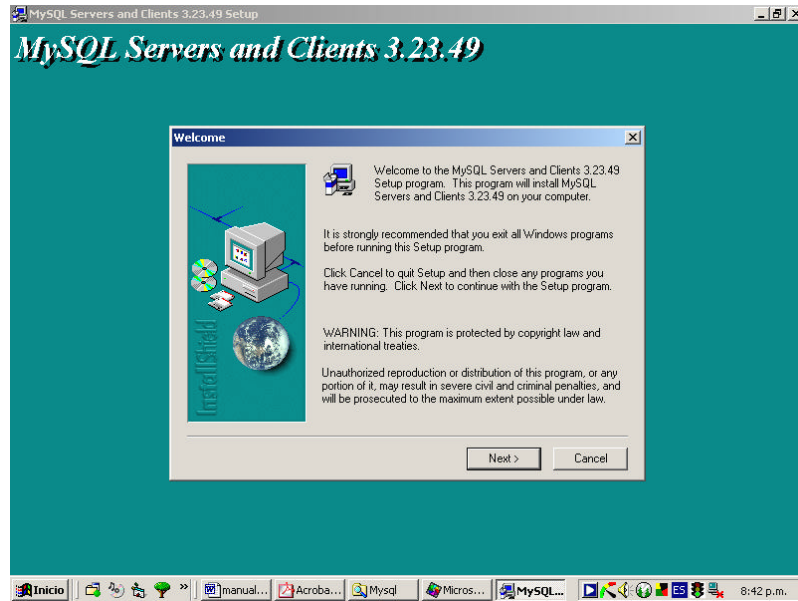 MySQL Servers and Clients 3.23.49 Setup
MySQL Servers and Clients 3.23.49
Welcome
Welcome to the MySQL Servers and Clients 3.23.49
Setup program. This program will install MySQL
Servers and Clients 3.23.49 on your computer.
It is strongly recommended that you exit all Windows programs
before running this Setup program.
Click Cancel to quit Setup and then close any programs you
have running. Click Next to continue with the Setup program.
WARNING: This program is protected by copyright law and
international treaties.
Unauthorized reproduction or distribution of this program, or any
portion of it, may result in severe civil and criminal penalties, and
will be prosecuted to the maximum extent possible under law.
InstallShield
Next >
Cancel
Inicio
»
manual...
Acroba...
Mysql
Micros...
MySQL...
ES
8:42 p.m.